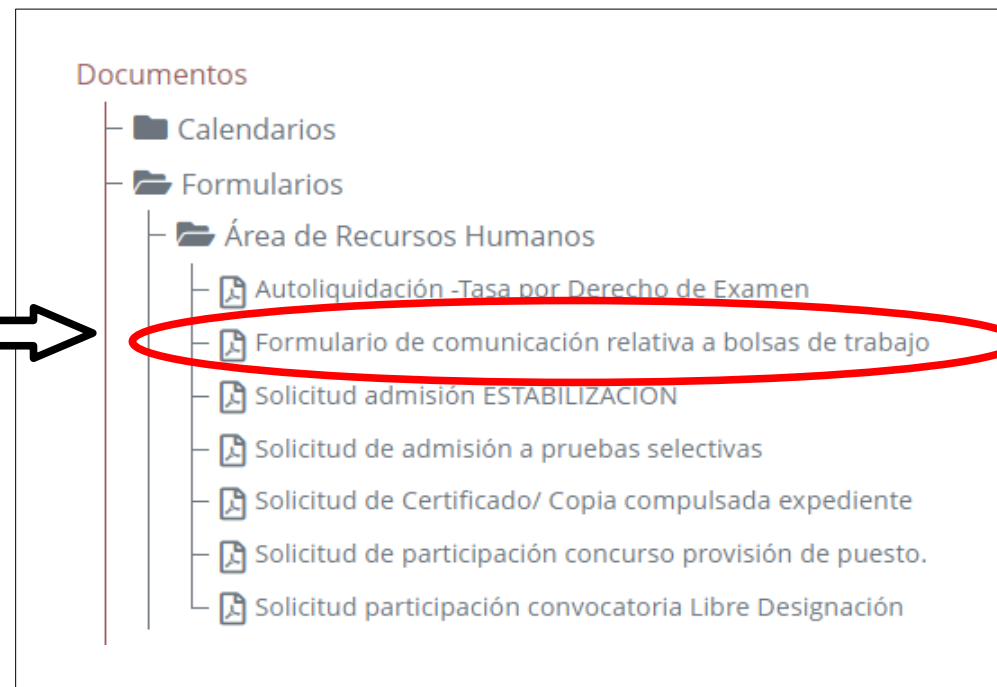 Documentos
Calendarios
Formularios
Área de Recursos Humanos
Autoliquidación -Tasa por Derecho de Examen
Formulario de comunicación relativa a bolsas de trabajo
Solicitud admisión ESTABILIZACION
Solicitud de admisión a pruebas selectivas
Solicitud de Certificado/ Copia compulsada expediente
Solicitud de participación concurso provisión de puesto.
Solicitud participación convocatoria Libre Designación